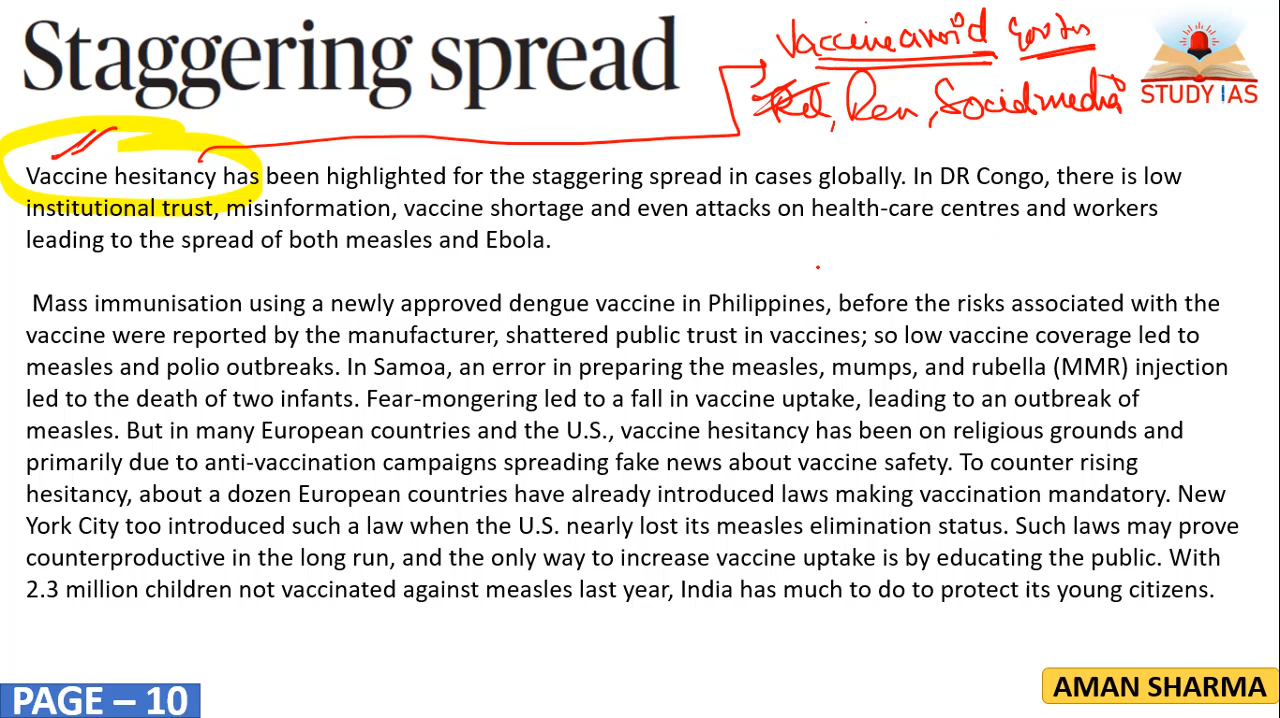 Staggering spread
Vaccine avoid
Social media
STUDY IAS
Vaccine hesitancy has been highlighted for the staggering spread in cases globally. In DR Congo, there is low
institutional trust, misinformation, vaccine shortage and even attacks on health-care centres and workers
leading to the spread of both measles and Ebola.
Mass immunisation using a newly approved dengue vaccine in Philippines, before the risks associated with the
vaccine were reported by the manufacturer, shattered public trust in vaccines; so low vaccine coverage led to
measles and polio outbreaks. In Samoa, an error in preparing the measles, mumps, and rubella (MMR) injection
led to the death of two infants. Fear-mongering led to a fall in vaccine uptake, leading to an outbreak of
measles. But in many European countries and the U.S., vaccine hesitancy has been on religious grounds and
primarily due to anti-vaccination campaigns spreading fake news about vaccine safety. To counter rising
hesitancy, about a dozen European countries have already introduced laws making vaccination mandatory. New
York City too introduced such a law when the U.S. nearly lost its measles elimination status. Such laws may prove
counterproductive in the long run, and the only way to increase vaccine uptake is by educating the public. With
2.3 million children not vaccinated against measles last year, India has much to do to protect its young citizens.
PAGE – 10
AMAN SHARMA